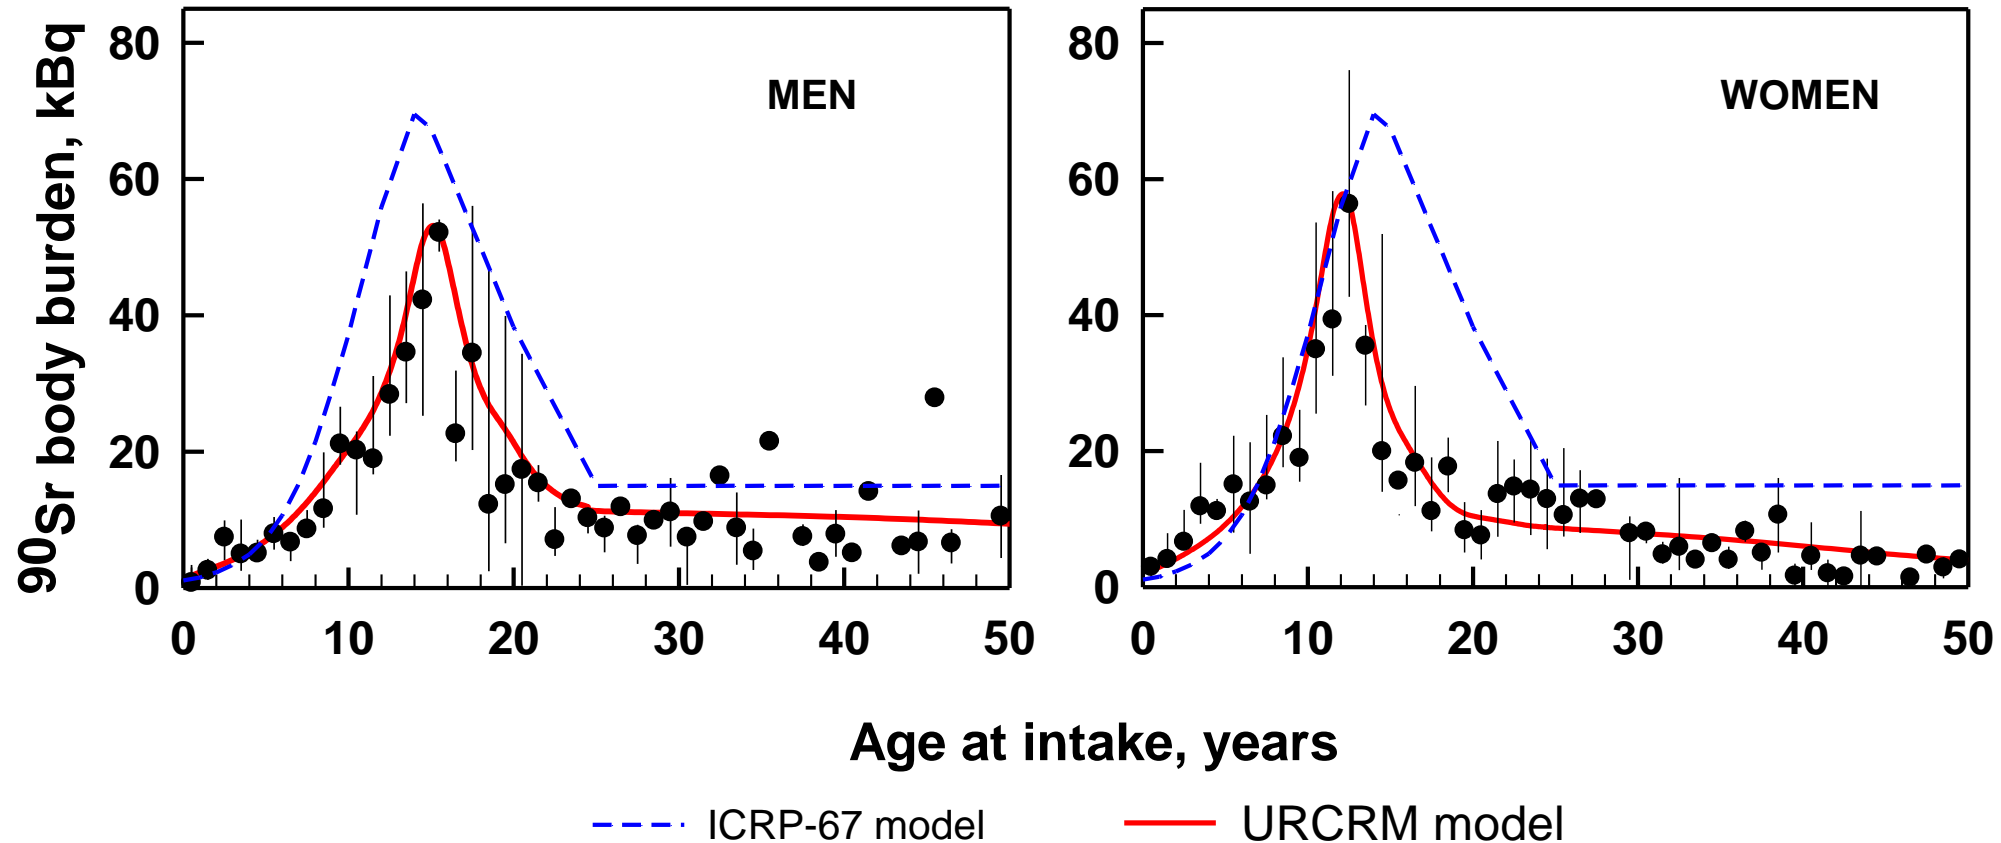 90Sr body burden, kBq
80
60
40
20
0
MEN
0 10 20 30 40 50
80
60
40
20
0
WOMEN
0 10 20 30 40 50
Age at intake, years
ICRP-67 model
URCRM model